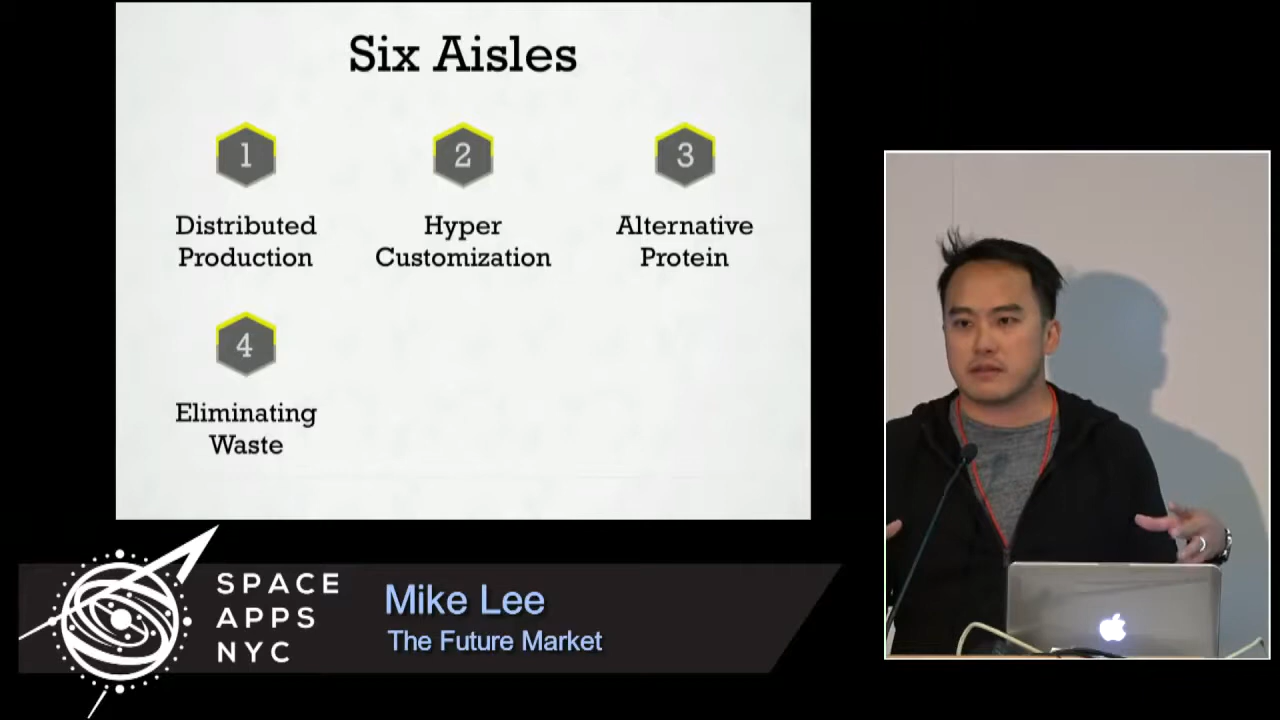 Six Aisles
1
2
3
Distributed
Production
Hyper
Customization
Alternative
Protein
4
Eliminating
Waste
SPACE
APPS
NYC
Mike Lee
The Future Market